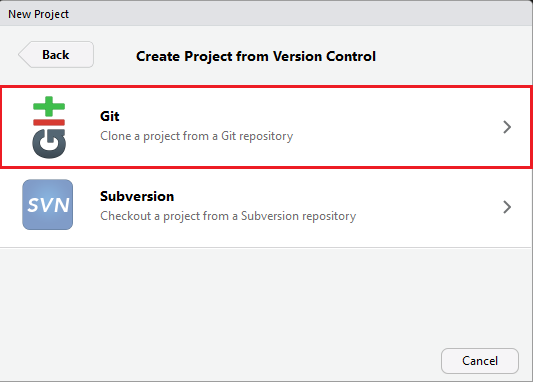 New Project
Back
Create Project from Version Control
git
Git
Clone a project from a Git repository
SVN
Subversion
Checkout a project from a Subversion repository
Cancel